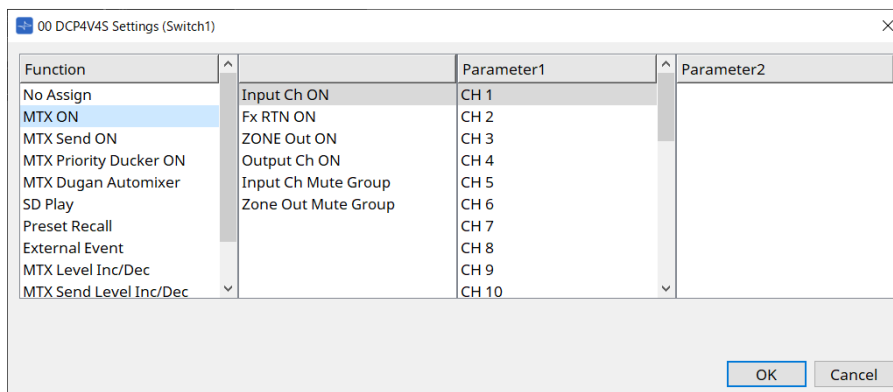 00 DCP4V4S Settings (Switch1)
Function Parameter1 Parameter2
No Assign Input Ch ON CH 1
MTX ON Fx RTN ON CH 2
MTX Send ON ZONE Out ON CH 3
MTX Priority Ducker ON Output Ch ON CH 4
MTX Dugan Automixer Input Ch Mute Group CH 5
SD Play Zone Out Mute Group CH 6
Preset Recall CH 7
External Event CH 8
MTX Level Inc/Dec CH 9
MTX Send Level Inc/Dec CH 10
OK Cancel